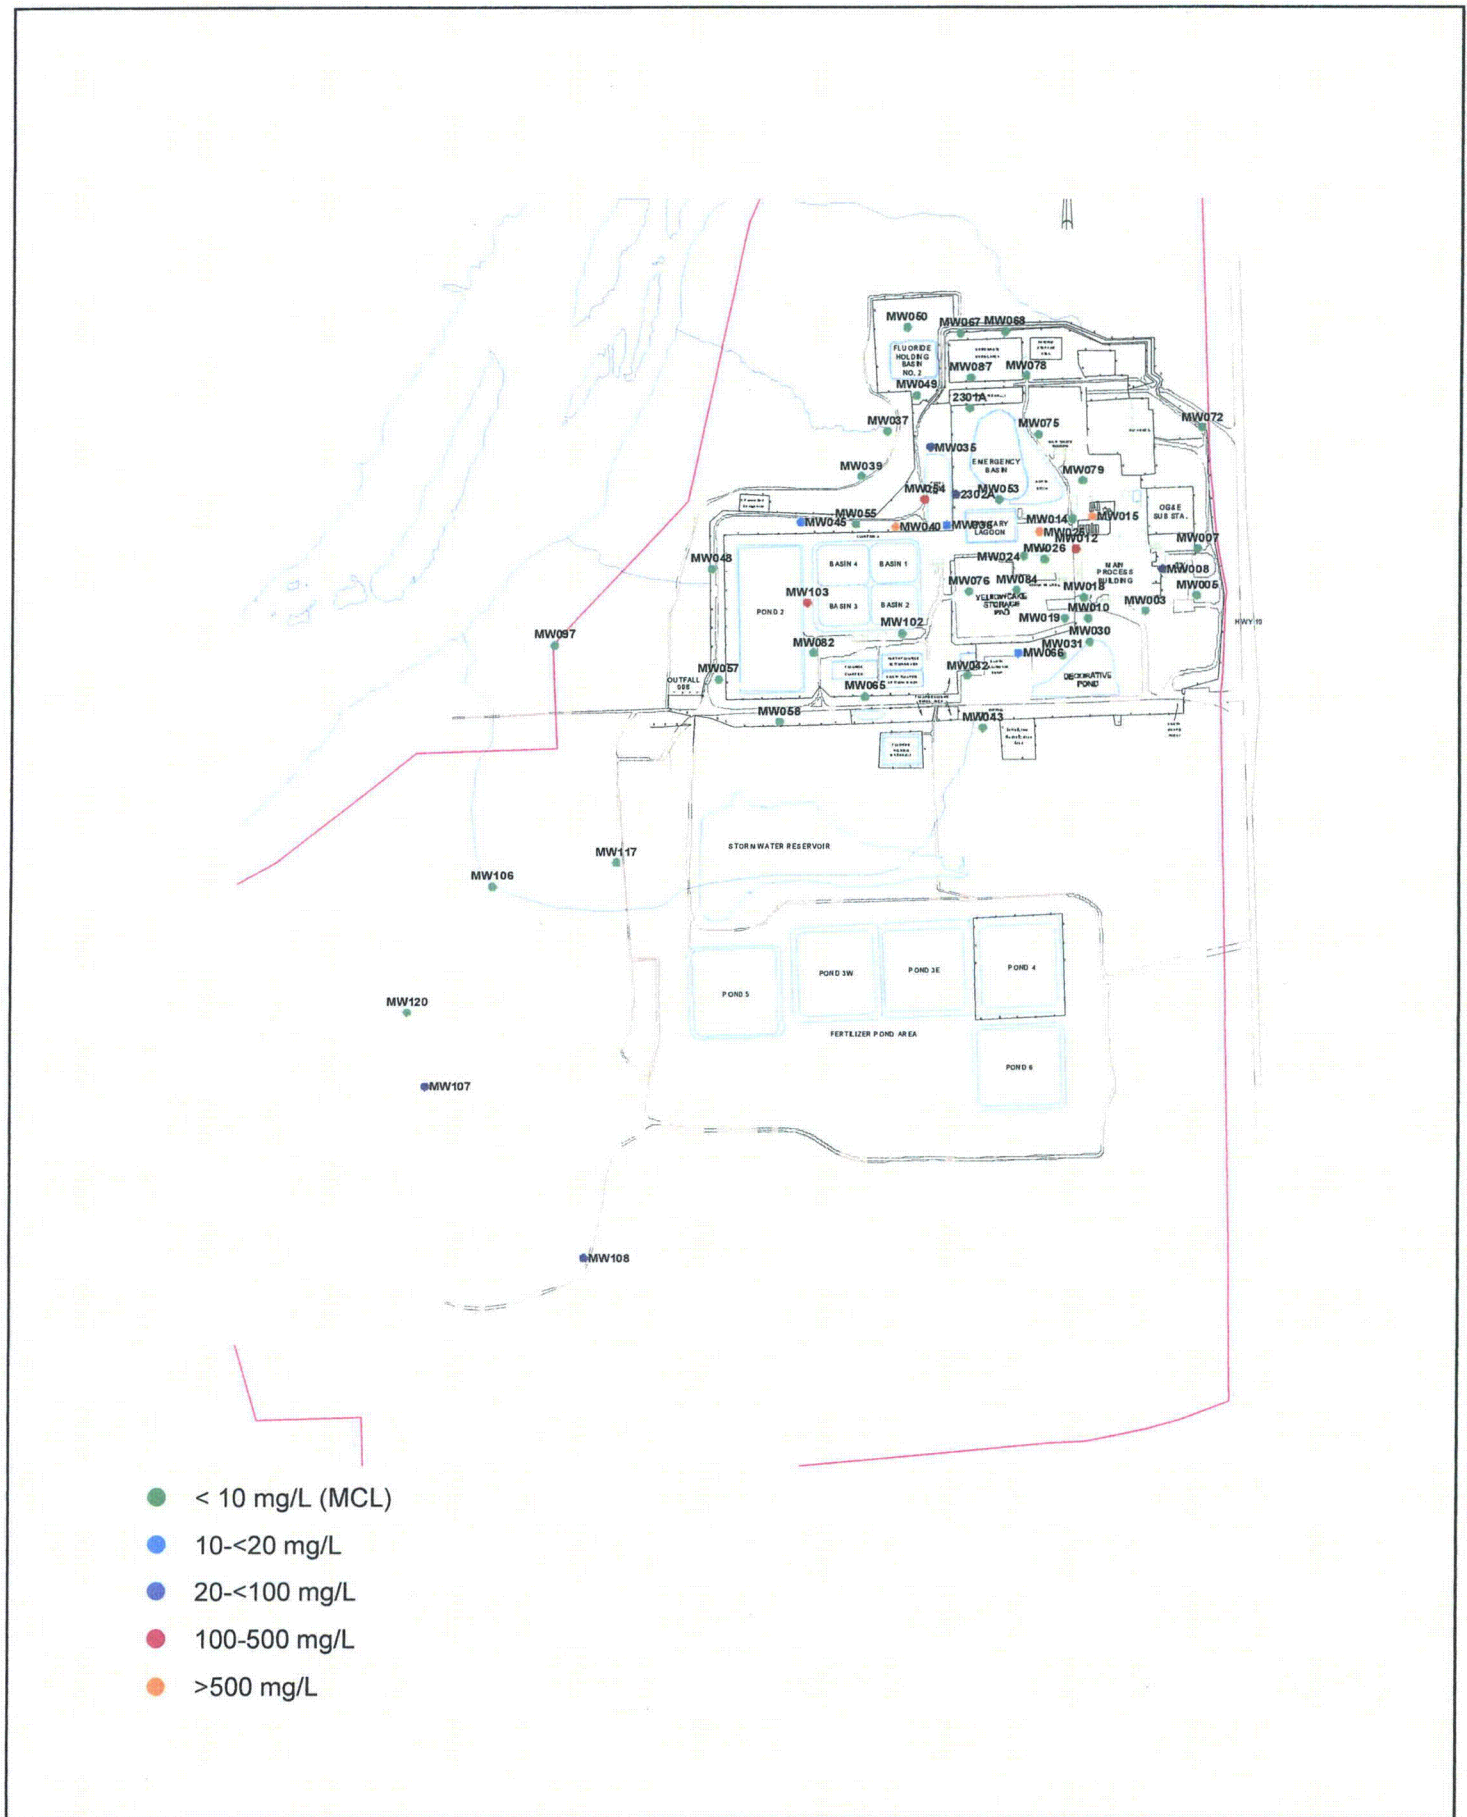 MW050
MW067
MW068
FLUORIDE
HOLDING
BASIN
NO. 2
MW087
MW078
MW049
2301A
MW037
MW075
MW072
MW035
EMERGENCY
BASIN
MW039
MW079
MW054
2302A
MW053
OG&E
SUB STA.
MW045
MW055
MW040
LAGOON
MW014
MW015
MW025
MW012
MW007
MW048
BASIN 4
BASIN 1
MW024
MW026
MAIN
PROCESS
BUILDING
MW008
MW005
MW103
POND 2
BASIN 3
BASIN 2
MW076
MW084
YELLOWCAKE
STORAGE
PAD
MW018
MW003
MW019
MW010
HWY 10
MW102
MW030
MW097
MW082
MW031
MW066
MW057
OUTFALL
008
MW042
DECORATIVE
POND
MW065
MW058
MW043
STORNWATER RESERVOIR
MW117
MW106
POND 5
POND 3W
POND 3E
POND 4
MW120
FERTILIZER POND AREA
POND 6
MW107
MW108
< 10 mg/L (MCL)
10-<20 mg/L
20-<100 mg/L
100-500 mg/L
>500 mg/L